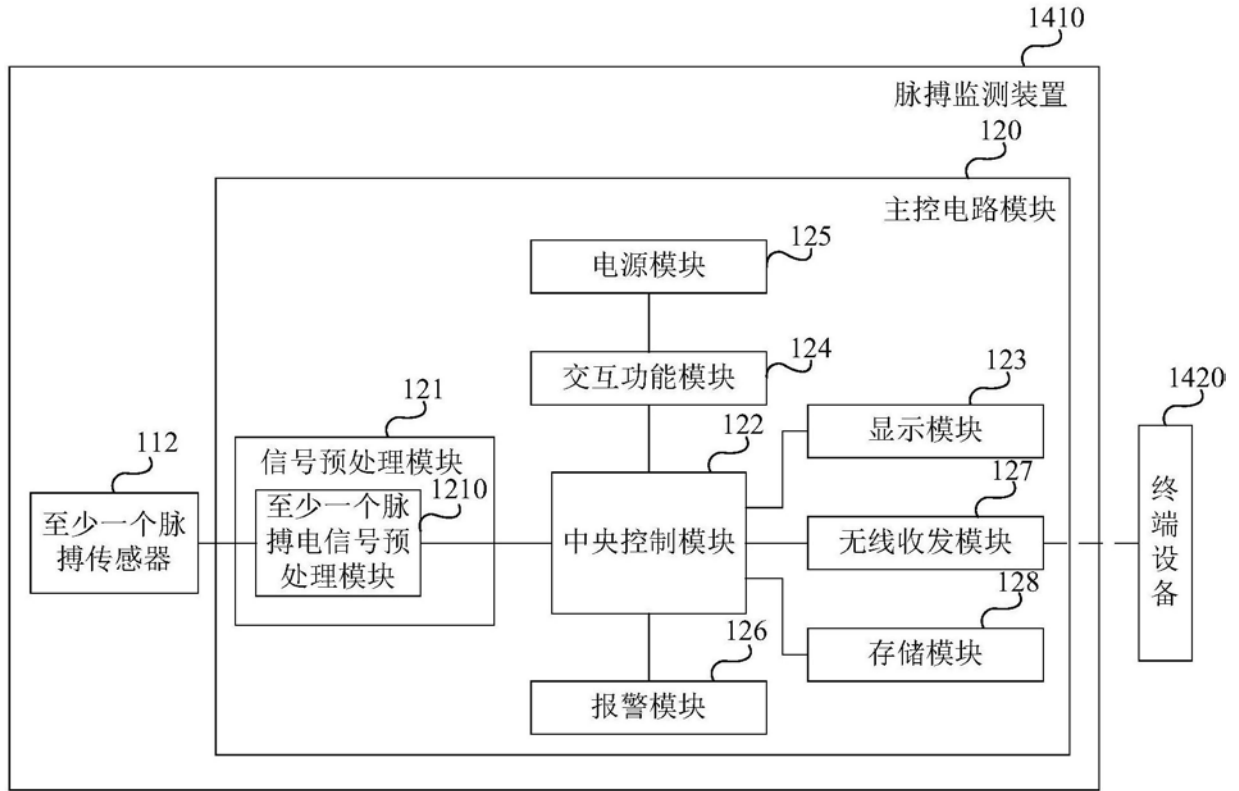 1410
脉搏监测装置
120
主控电路模块
125
电源模块
124
交互功能模块
123
显示模块
1420
终端设备
121
信号预处理模块
122
中央控制模块
127
无线收发模块
112
至少一个脉
搏传感器
1210
至少一个脉
搏电信号预
处理模块
128
存储模块
126
报警模块